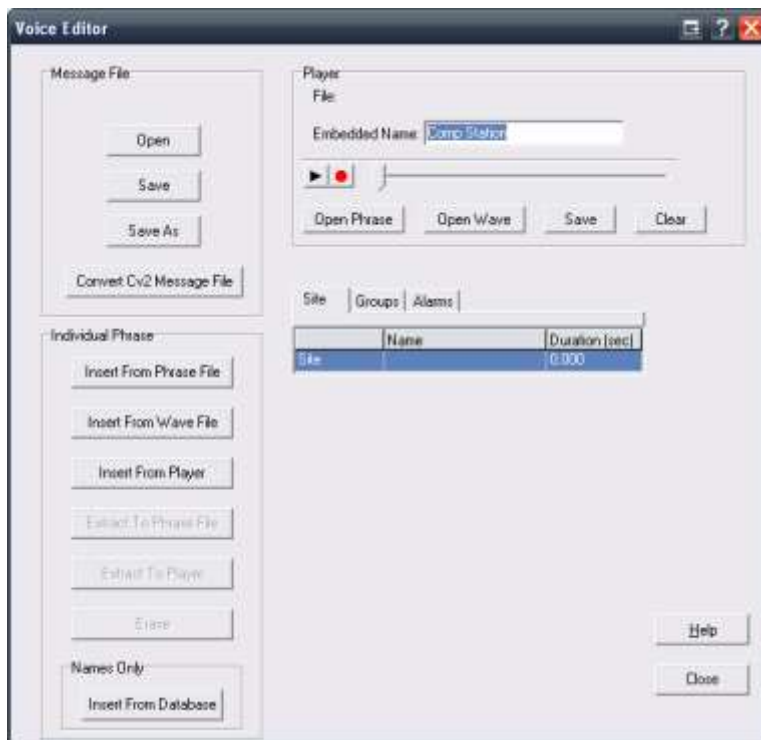 Voice Editor
Message File
Open
Save
Save As
Convert Cv2 Message File
Individual Phrase
Insert From Phrase File
Insert From Wave File
Insert From Player
Extract To Phrase File
Extract To Player
Erase
Names Only
Insert From Database
Player
File:
Embedded Name: Comp Station
Open Phrase Open Wave Save Clear
Site Groups Alarms
Name Duration (sec)
Site 0.000
Help
Close